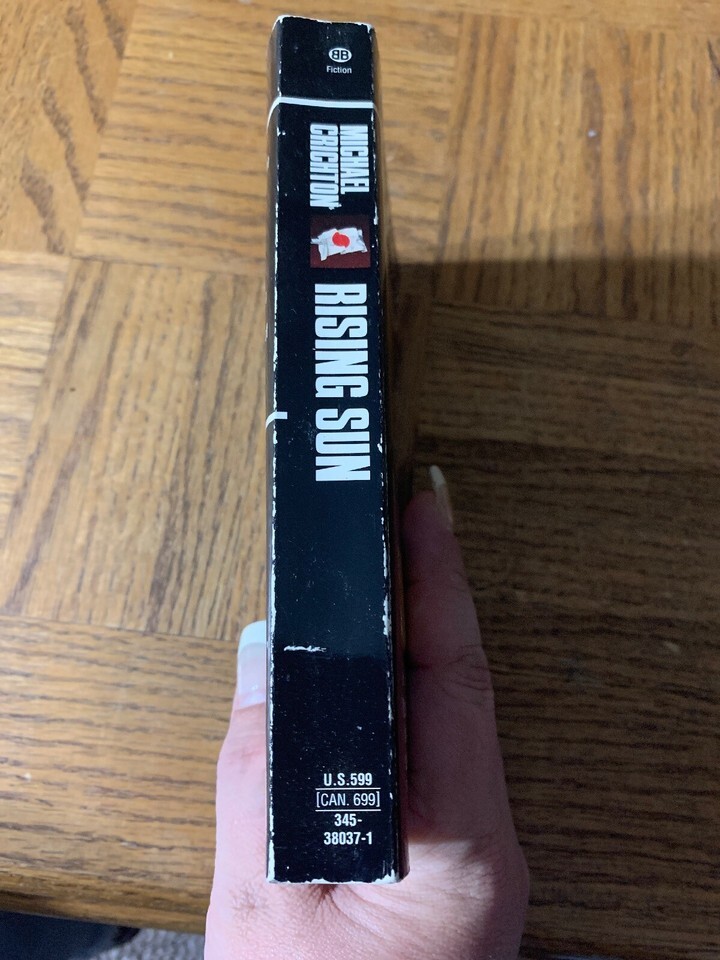 BB
Fiction
MICHAEL
CRICHTON
RISING SUN
U.S.599
[CAN. 699]
345-
38037-1